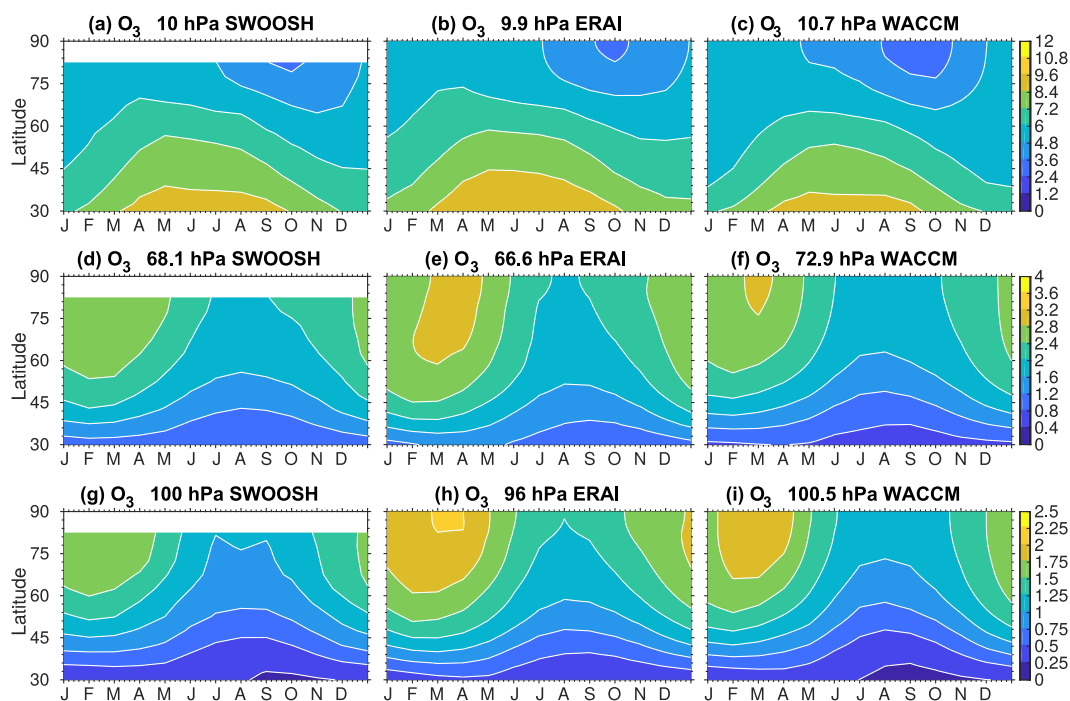 (a) O3 10 hPa SWOOSH (b) O3 9.9 hPa ERAI (c) O3 10.7 hPa WACCM
90 75 60 45 30
Latitude
J F M A M J J A S O N D
J F M A M J J A S O N D
J F M A M J J A S O N D
12
10.8
9.6
8.4
7.2
6
4.8
3.6
2.4
1.2
0
(d) O3 68.1 hPa SWOOSH (e) O3 66.6 hPa ERAI (f) O3 72.9 hPa WACCM
90 75 60 45 30
Latitude
J F M A M J J A S O N D
J F M A M J J A S O N D
J F M A M J J A S O N D
4
3.6
3.2
2.8
2.4
2
1.6
1.2
0.8
0.4
0
(g) O3 100 hPa SWOOSH (h) O3 96 hPa ERAI (i) O3 100.5 hPa WACCM
90 75 60 45 30
Latitude
J F M A M J J A S O N D
J F M A M J J A S O N D
J F M A M J J A S O N D
2.5
2.25
2
1.75
1.5
1.25
1
0.75
0.5
0.25
0